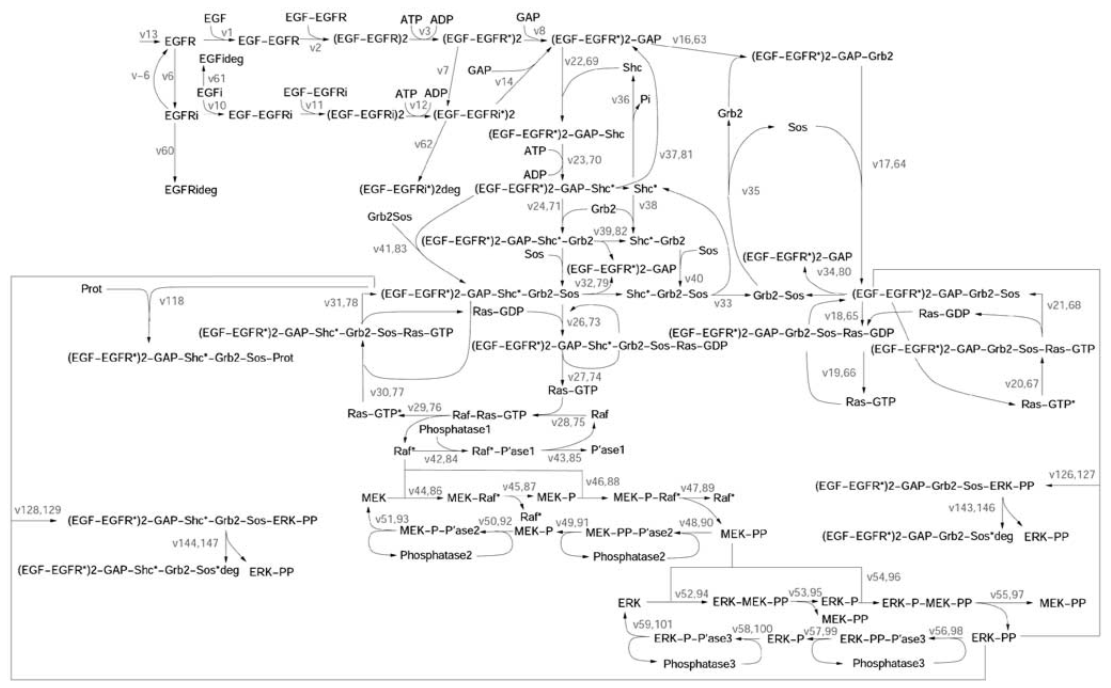 EGF EGF-EGFR ATP ADP GAP
v13 EGFR v1 EGF-EGFR v2 (EGF-EGFR)2 v3 (EGF-EGFR*)2 v8 (EGF-EGFR*)2-GAP v16,63
EGFideg (EGF-EGFR*)2-GAP-Grb2
v-6 v6 v61 v7 GAP v14 v22,69 Shc
EGFi EGF-EGFRi ATP ADP v36 Pi
v10 v11 v12 Grb2
EGFRi EGF-EGFRi (EGF-EGFRi)2 (EGF-EGFRi*)2 Sos
(EGF-EGFR*)2-GAP-Shc
v60 v62 ATP v23,70 v37,81 v17,64
ADP
EGFRideg (EGF-EGFRi*)2deg (EGF-EGFR*)2-GAP-Shc* Shc* v35
v24,71 Grb2 v38
Grb2Sos
v41,83 (EGF-EGFR*)2-GAP-Shc*-Grb2 v39,82 Shc*-Grb2
Sos Sos
(EGF-EGFR*)2-GAP v40 (EGF-EGFR*)2-GAP
v32,79 v34,80
Prot v118 v31,78 (EGF-EGFR*)2-GAP-Shc*-Grb2-Sos Shc*-Grb2-Sos v33 Grb2-Sos (EGF-EGFR*)2-GAP-Grb2-Sos
Ras-GDP v26,73 v18,65 Ras-GDP v21,68
(EGF-EGFR*)2-GAP-Shc*-Grb2-Sos-Ras-GTP (EGF-EGFR*)2-GAP-Grb2-Sos-Ras-GDP
(EGF-EGFR*)2-GAP-Shc*-Grb2-Sos-Ras-GDP (EGF-EGFR*)2-GAP-Grb2-Sos-Ras-GTP
(EGF-EGFR*)2-GAP-Shc*-Grb2-Sos-Prot
v30,77 v27,74 v19,66 v20,67
Ras-GTP Ras-GTP Ras-GTP*
Ras-GTP* v29,76 Raf-Ras-GTP v28,75 Raf
Phosphatase1
Raf* v42,84 Raf*-P'ase1 v43,85 P'ase1
v126,127
MEK v44,86 MEK-Raf* v45,87 MEK-P v46,88 MEK-P-Raf* v47,89 Raf* (EGF-EGFR*)2-GAP-Grb2-Sos-ERK-PP
v128,129 Raf* v143,146
(EGF-EGFR*)2-GAP-Shc*-Grb2-Sos-ERK-PP v51,93 MEK-P-P'ase2 v50,92 MEK-P v49,91 MEK-PP-P'ase2 v48,90 MEK-PP (EGF-EGFR*)2-GAP-Grb2-Sos*deg ERK-PP
v144,147 Phosphatase2 Phosphatase2
(EGF-EGFR*)2-GAP-Shc*-Grb2-Sos*deg ERK-PP
v54,96
ERK v52,94 ERK-MEK-PP v53,95 ERK-P ERK-P-MEK-PP v55,97 MEK-PP
MEK-PP
v59,101 ERK-P-P'ase3 v58,100 ERK-P v57,99 ERK-PP-P'ase3 v56,98 ERK-PP
Phosphatase3 Phosphatase3